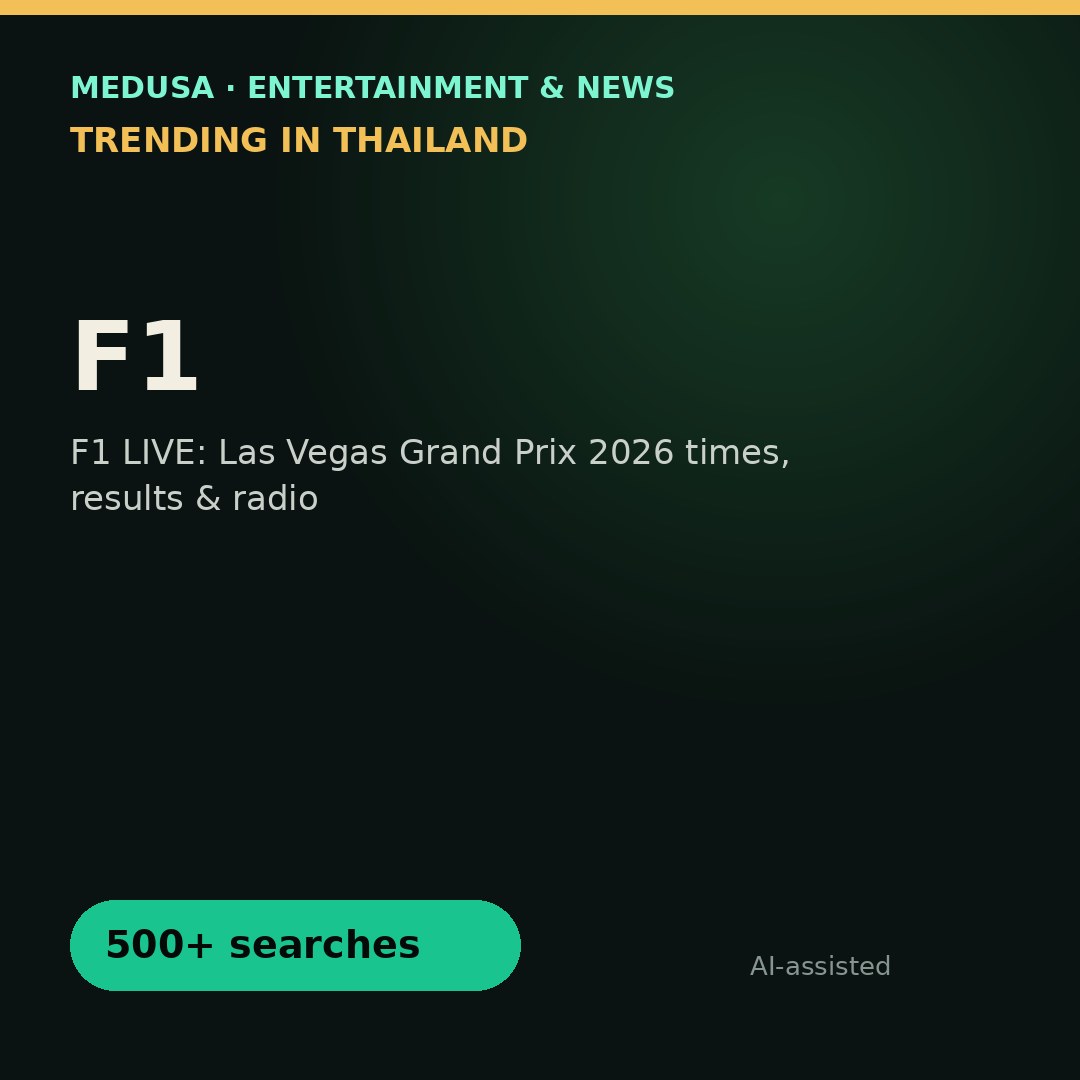 MEDUSA · ENTERTAINMENT & NEWS
TRENDING IN THAILAND
F1
F1 LIVE: Las Vegas Grand Prix 2026 times,
results & radio
500+ searches
AI-assisted